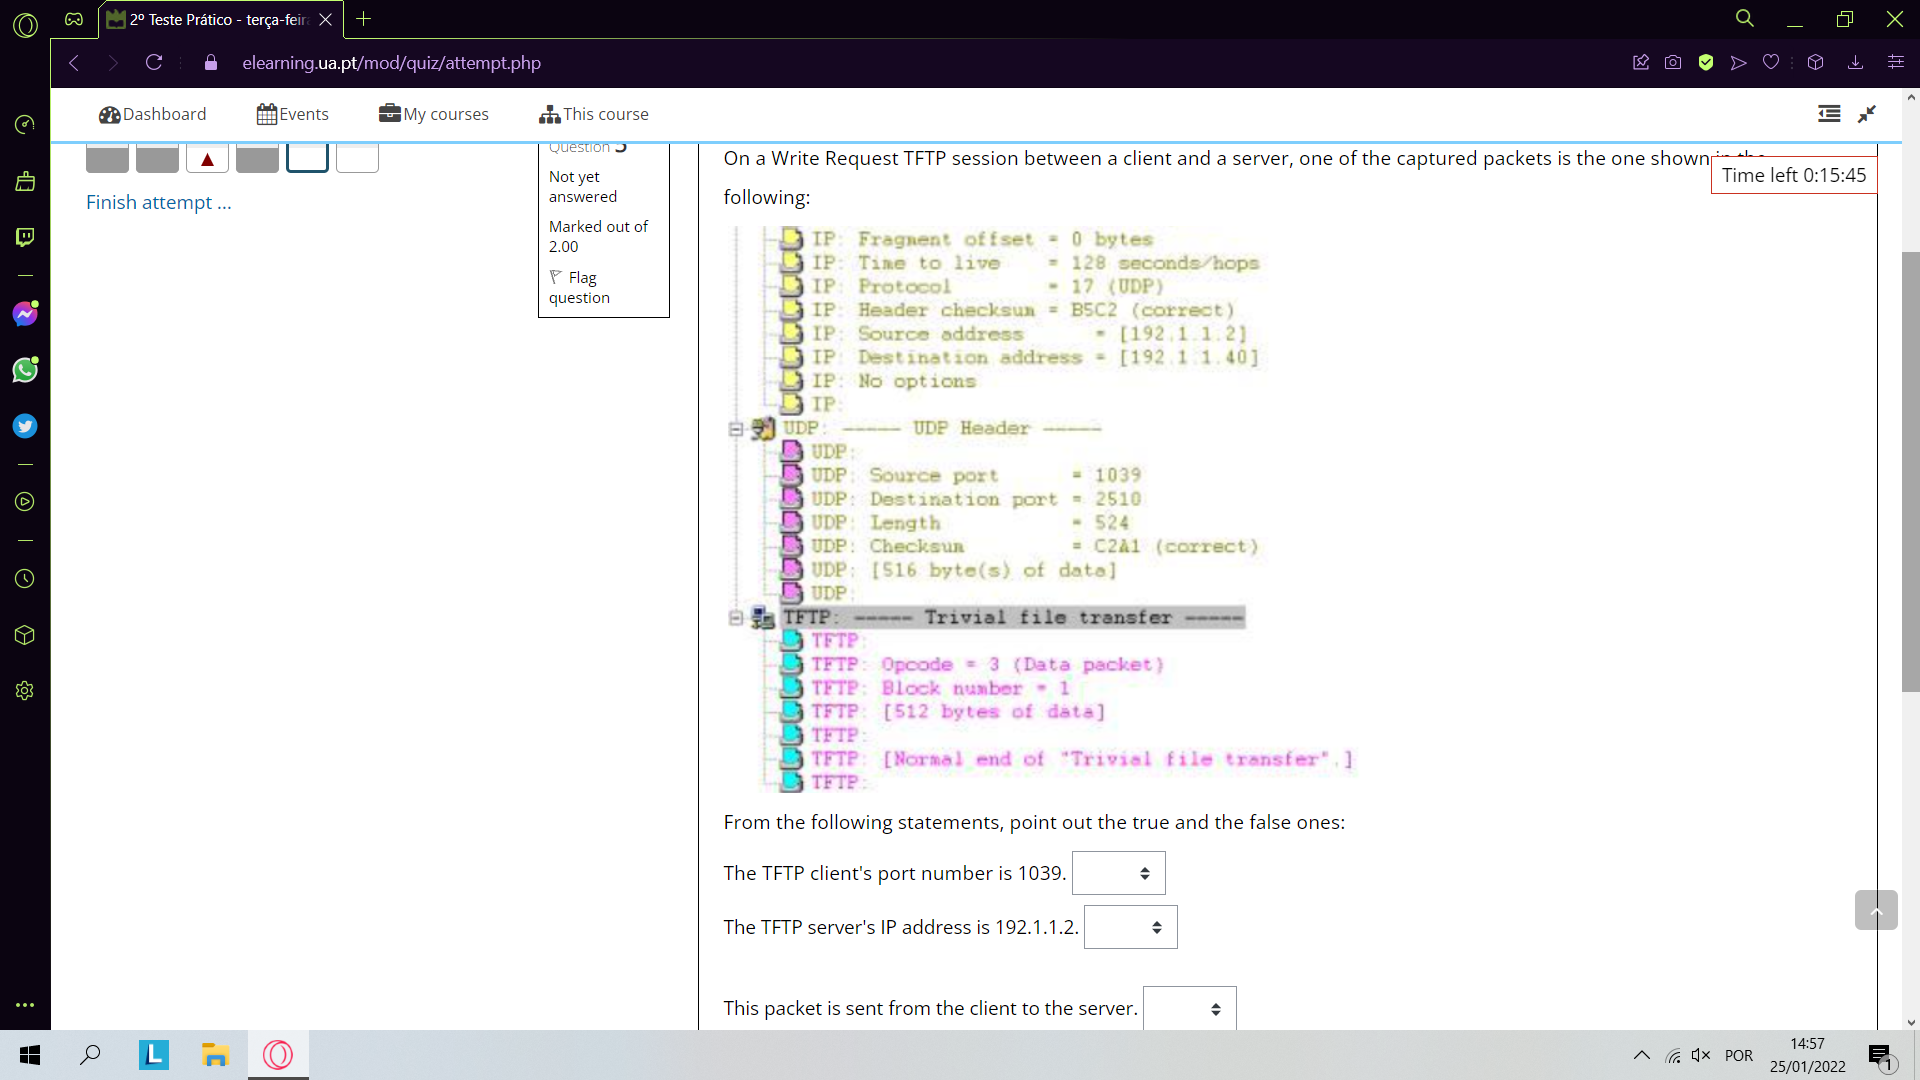 2º Teste Prático - terça-feira
elearning.ua.pt/mod/quiz/attempt.php
Dashboard
Events
My courses
This course
Finish attempt ...
Question 5
Not yet
answered
Marked out of
2.00
Flag
question
On a Write Request TFTP session between a client and a server, one of the captured packets is the one shown in the
following:
Time left 0:15:45
IP: Fragment offset = 0 bytes
IP: Time to live = 128 seconds/hops
IP: Protocol = 17 (UDP)
IP: Header checksum = B5C2 (correct)
IP: Source address = [192.1.1.2]
IP: Destination address = [192.1.1.40]
IP: No options
IP:
UDP: ----- UDP Header -----
UDP:
UDP: Source port = 1039
UDP: Destination port = 2510
UDP: Length = 524
UDP: Checksum = C2A1 (correct)
UDP: [516 byte(s) of data]
UDP:
TFTP: ----- Trivial file transfer -----
TFTP:
TFTP: Opcode = 3 (Data packet)
TFTP: Block number = 1
TFTP: [512 bytes of data]
TFTP:
TFTP: [Normal end of "Trivial file transfer".]
TFTP:
From the following statements, point out the true and the false ones:
The TFTP client's port number is 1039.
The TFTP server's IP address is 192.1.1.2.
This packet is sent from the client to the server.
L
POR
14:57
25/01/2022
1